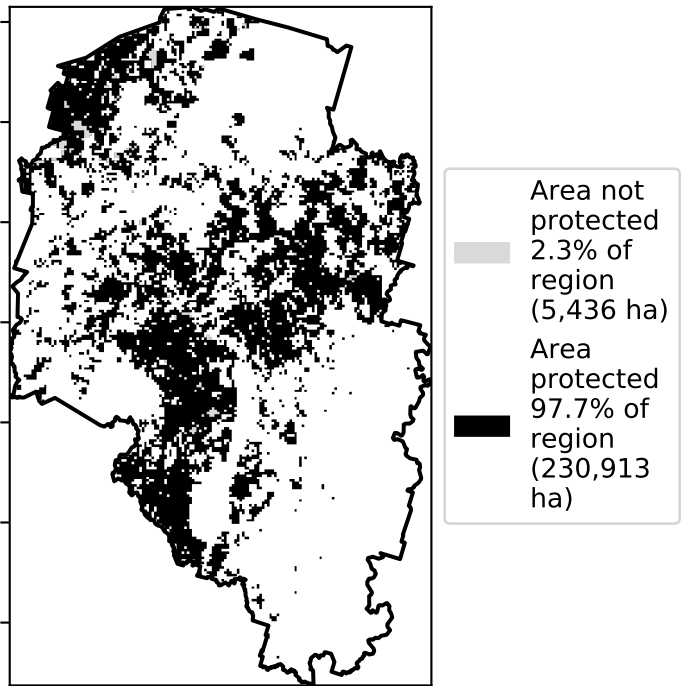 Area not
protected
2.3% of
region
(5,436 ha)
Area
protected
97.7% of
region
(230,913
ha)